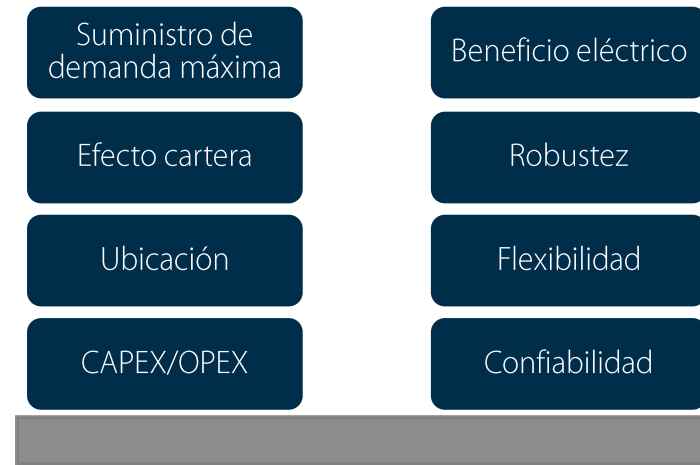 Suministro de
demanda máxima
Efecto cartera
Ubicación
CAPEX/OPEX
Beneficio eléctrico
Robustez
Flexibilidad
Confiabilidad